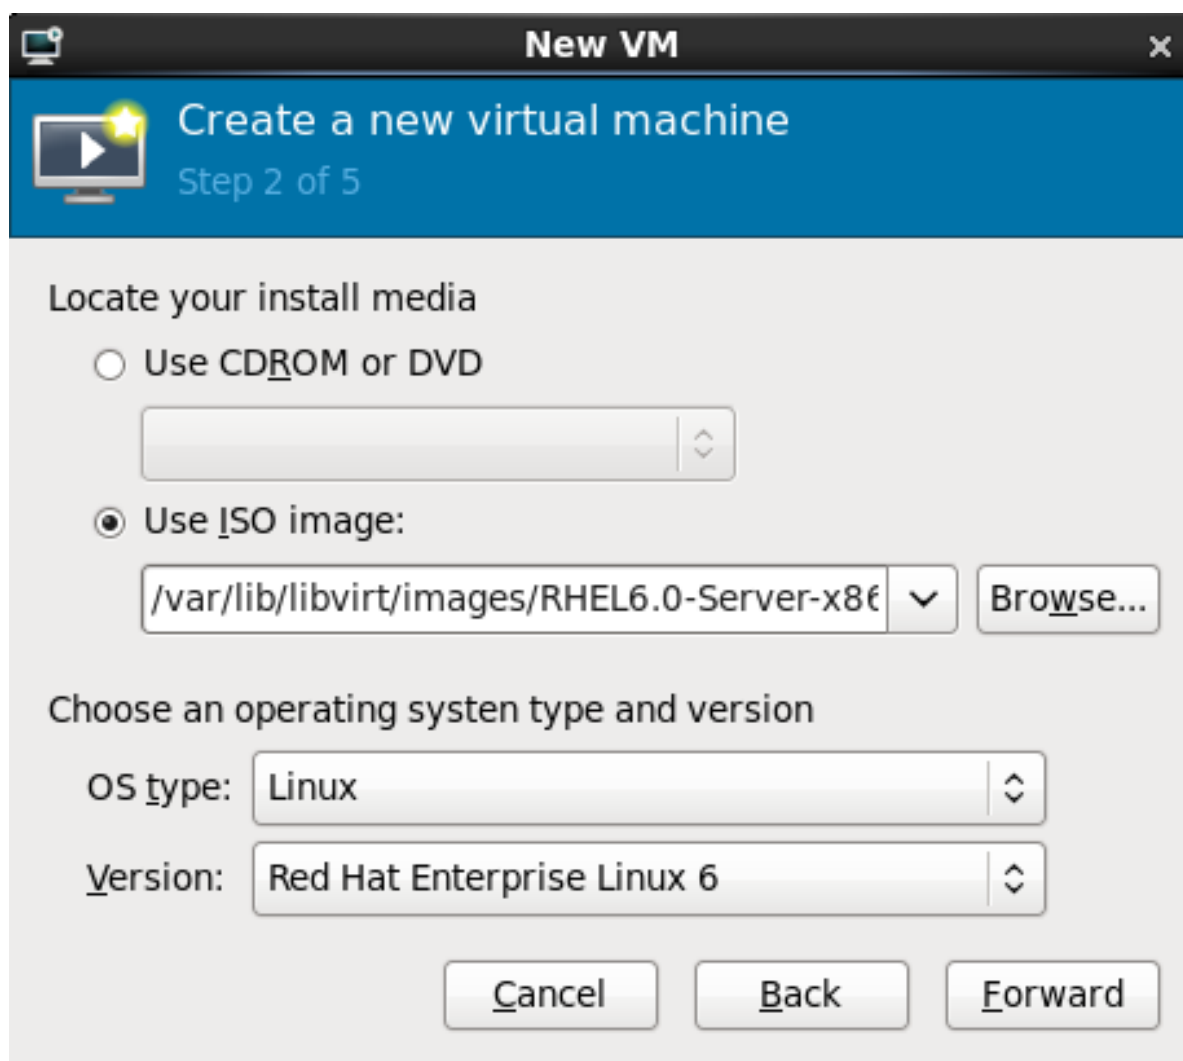 New VM
Create a new virtual machine
Step 2 of 5
Locate your install media
Use CDROM or DVD
Use ISO image:
/var/lib/libvirt/images/RHEL6.0-Server-x86
Browse...
Choose an operating systen type and version
OS type: Linux
Version: Red Hat Enterprise Linux 6
Cancel Back Forward